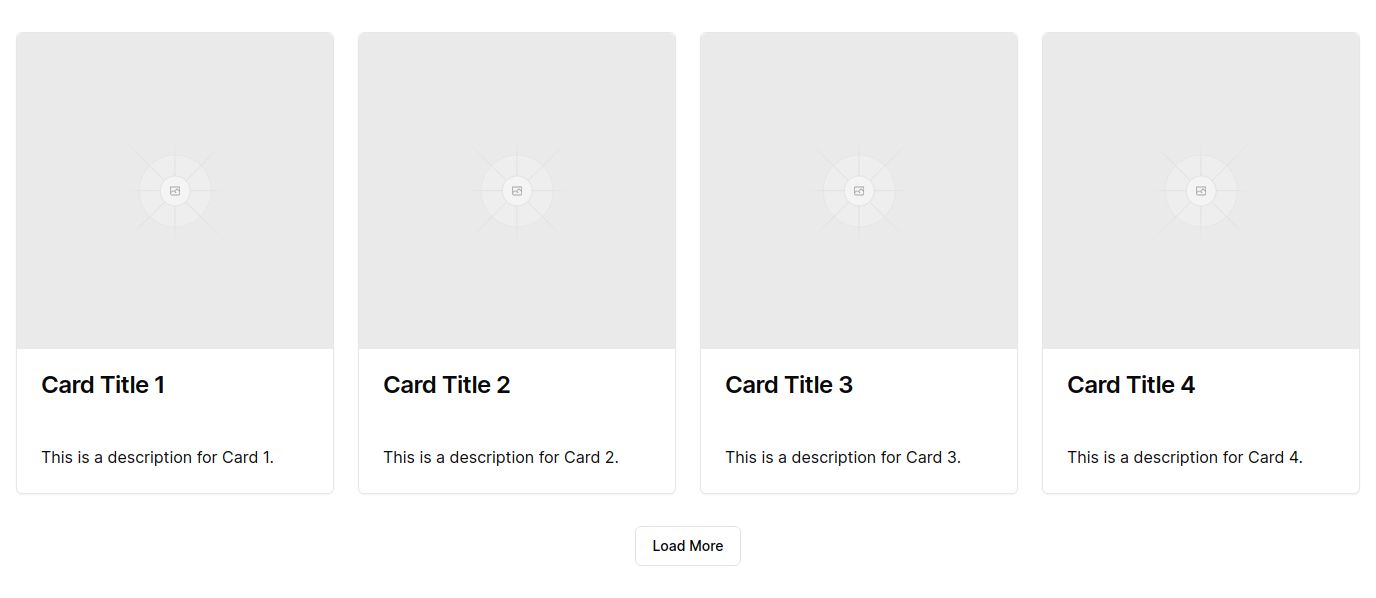 Card Title 1
This is a description for Card 1.
Card Title 2
This is a description for Card 2.
Card Title 3
This is a description for Card 3.
Card Title 4
This is a description for Card 4.
Load More